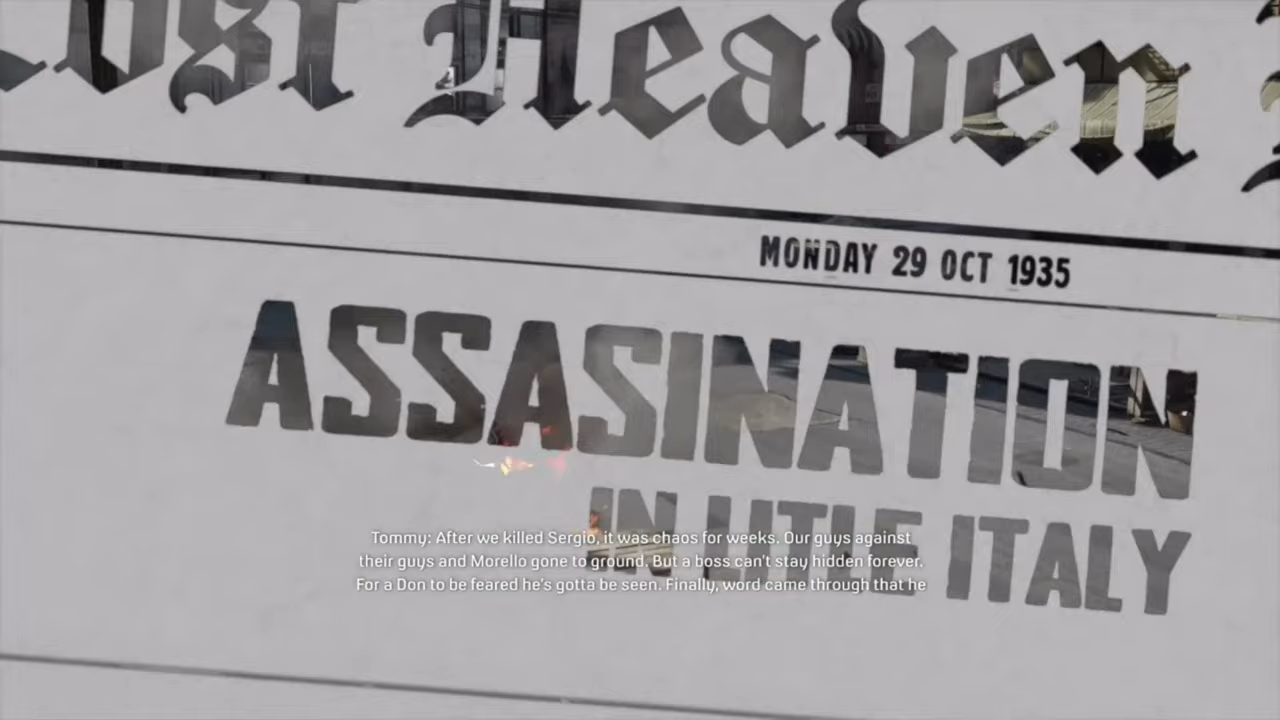 Lost Heaven
MONDAY 29 OCT 1935
ASSASINATION
IN LITTLE ITALY
Tommy: After we killed Sergio, it was chaos for weeks. Our guys against
their guys and Morello gone to ground. But a boss can't stay hidden forever.
For a Don to be feared he's gotta be seen. Finally, word came through that he